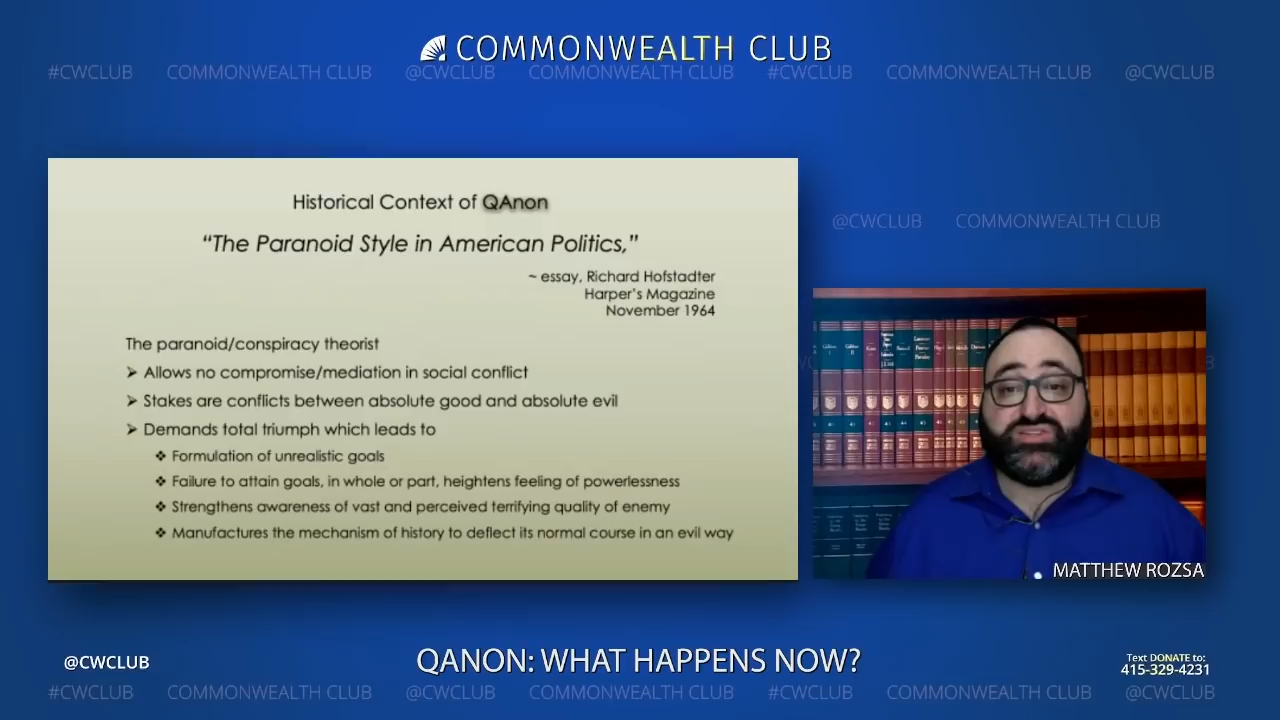 COMMONWEALTH CLUB
#CWCLUB COMMONWEALTH CLUB @CWCLUB COMMONWEALTH CLUB #CWCLUB COMMONWEALTH CLUB @CWCLUB
Historical Context of QAnon
“The Paranoid Style in American Politics,”
~ essay, Richard Hofstadter
Harper's Magazine
November 1964
The paranoid/conspiracy theorist
➢ Allows no compromise/mediation in social conflict
➢ Stakes are conflicts between absolute good and absolute evil
➢ Demands total triumph which leads to
❖ Formulation of unrealistic goals
❖ Failure to attain goals, in whole or part, heightens feeling of powerlessness
❖ Strengthens awareness of vast and perceived terrifying quality of enemy
❖ Manufactures the mechanism of history to deflect its normal course in an evil way
@CWCLUB COMMONWEALTH CLUB
MATTHEW ROZSA
@CWCLUB
QANON: WHAT HAPPENS NOW?
Text DONATE to:
415-329-4231
#CWCLUB COMMONWEALTH CLUB @CWCLUB COMMONWEALTH CLUB #CWCLUB COMMONWEALTH CLUB @CWCLUB